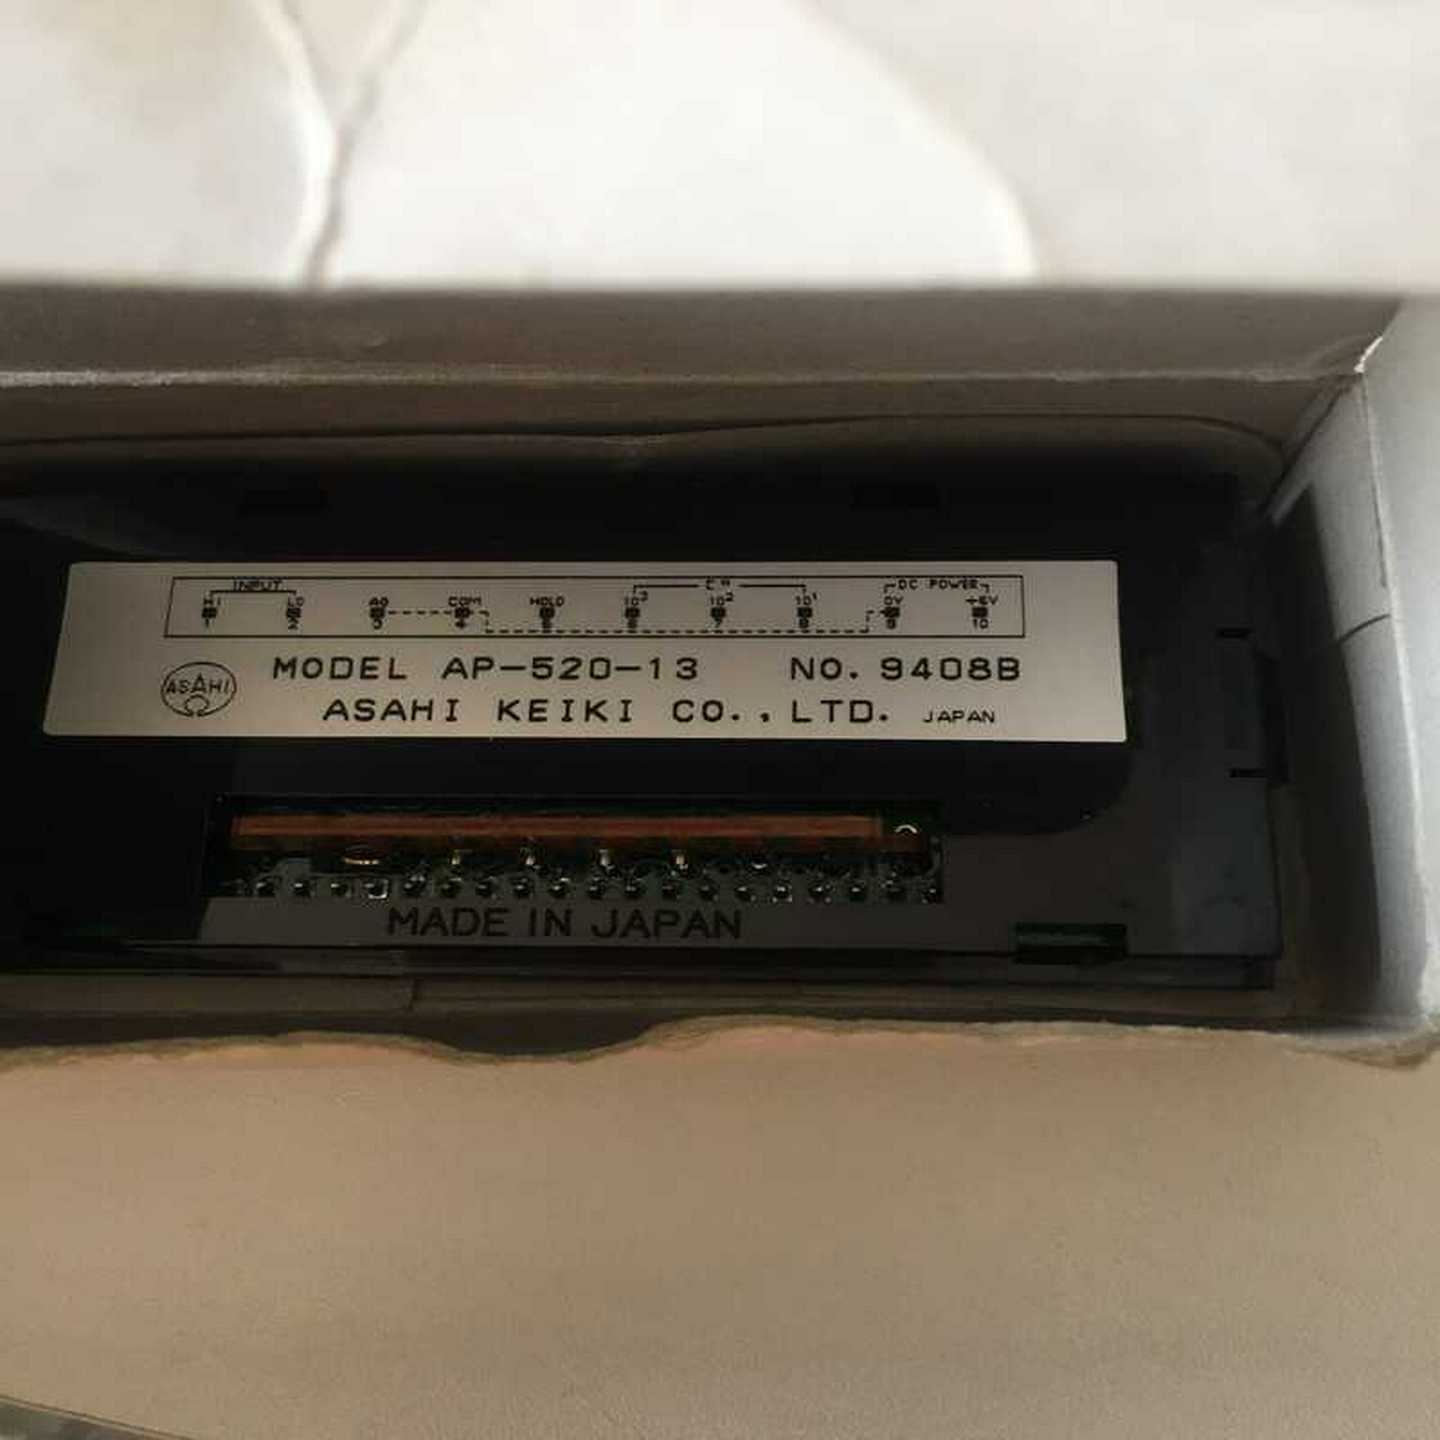 INPUT DC POWER
HI LO A0 COM HOLD 10³ 10² 10¹ 0V +5V
1 2 3 4 5 6 7 8 9 10
MODEL AP-520-13 NO. 9408B
ASAHI
ASAHI KEIKI CO., LTD. JAPAN
MADE IN JAPAN